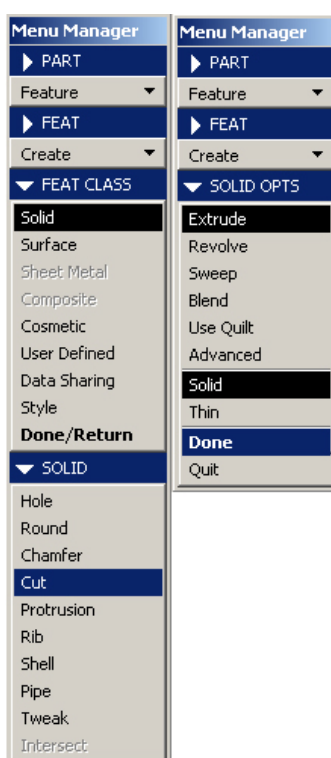 Menu Manager
PART
Feature
FEAT
Create
FEAT CLASS
Solid
Surface
Sheet Metal
Composite
Cosmetic
User Defined
Data Sharing
Style
Done/Return
SOLID
Hole
Round
Chamfer
Cut
Protrusion
Rib
Shell
Pipe
Tweak
Intersect
Menu Manager
PART
Feature
FEAT
Create
SOLID OPTS
Extrude
Revolve
Sweep
Blend
Use Quilt
Advanced
Solid
Thin
Done
Quit